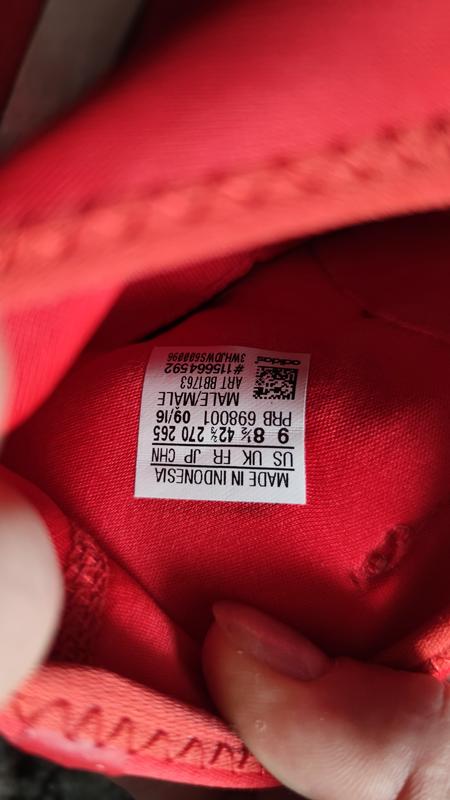 MADE IN INDONESIA
US UK FR JP CHN
9 8½ 42⅔ 270 265
PRB 698001 09/16
MALE/MALE
ART BB1763
#115664592
3WHJDWS600096
adidas